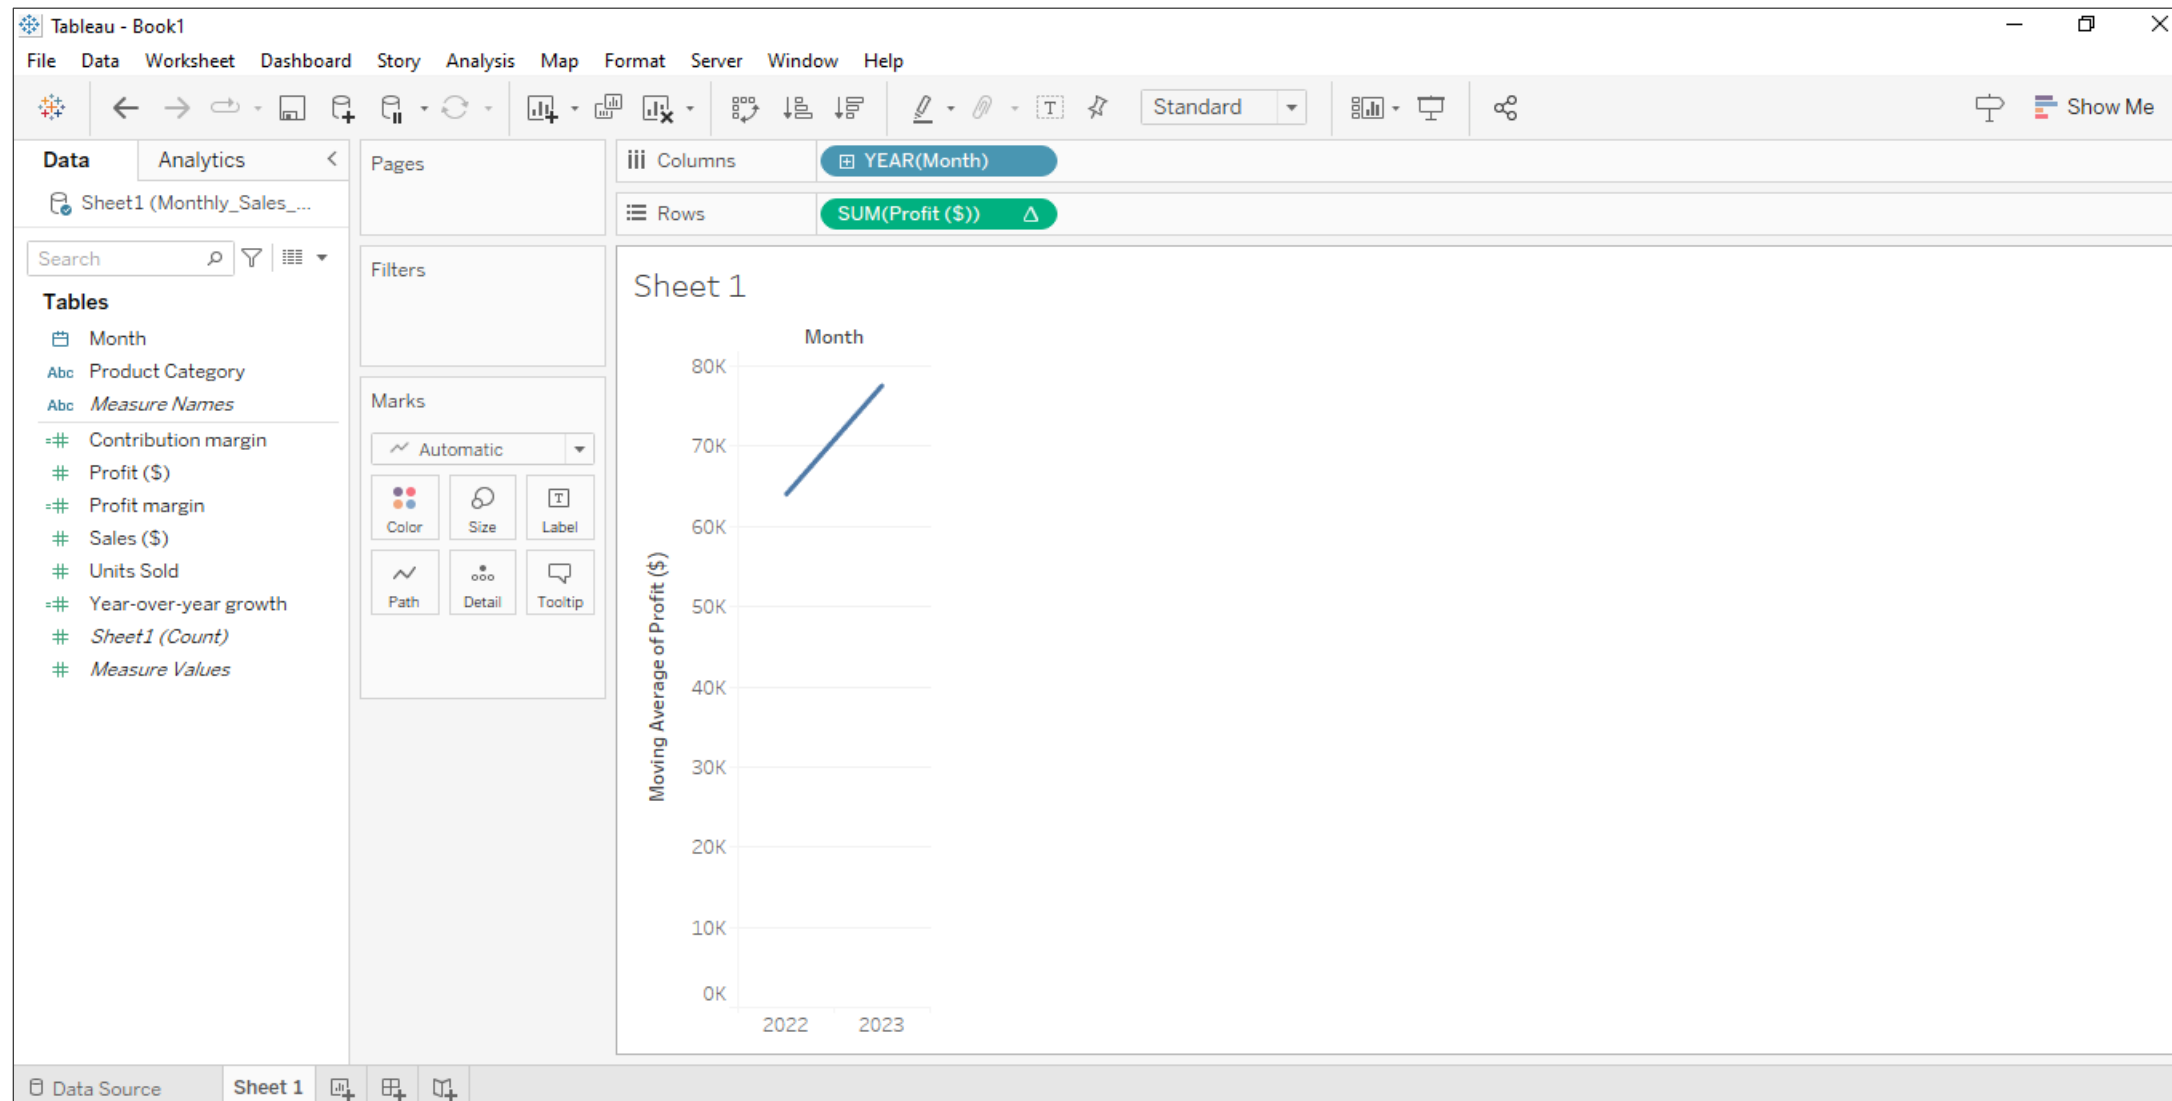 Tableau - Book1
File Data Worksheet Dashboard Story Analysis Map Format Server Window Help
Standard
Show Me
Data Analytics
Sheet1 (Monthly_Sales_...
Search
Tables
Month
Abc Product Category
Abc Measure Names
=# Contribution margin
# Profit ($)
=# Profit margin
# Sales ($)
# Units Sold
=# Year-over-year growth
# Sheet1 (Count)
# Measure Values
Pages
Filters
Marks
Automatic
Color Size Label
Path Detail Tooltip
Columns YEAR(Month)
Rows SUM(Profit ($)) Δ
Sheet 1
Month
Moving Average of Profit ($)
80K
70K
60K
50K
40K
30K
20K
10K
0K
2022 2023
Data Source Sheet 1